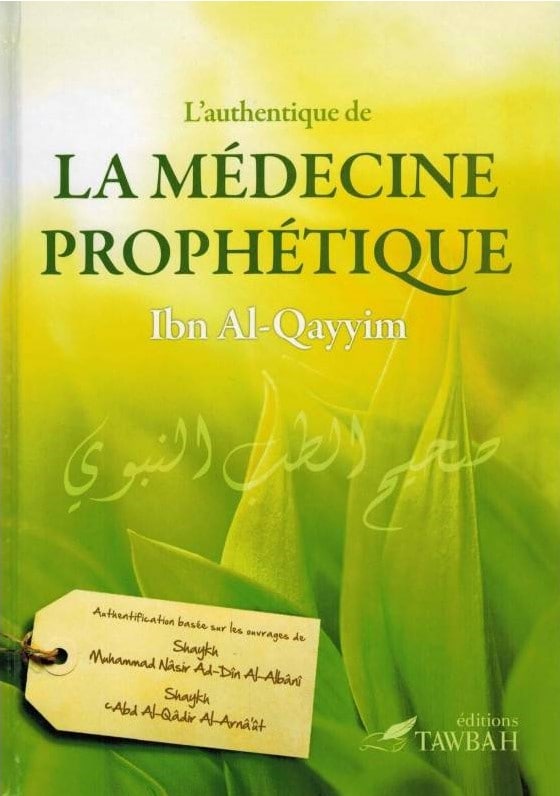 L'authentique de
LA MÉDECINE
PROPHÉTIQUE
Ibn Al-Qayyim
صحيح الطب النبوي
Authentification basée sur les ouvrages de
Shaykh
Muhammad Nâsir Ad-Dîn Al-Albânî
Shaykh
ᶜAbd Al-Qâdir Al-Arnâ'ût
éditions
TAWBAH